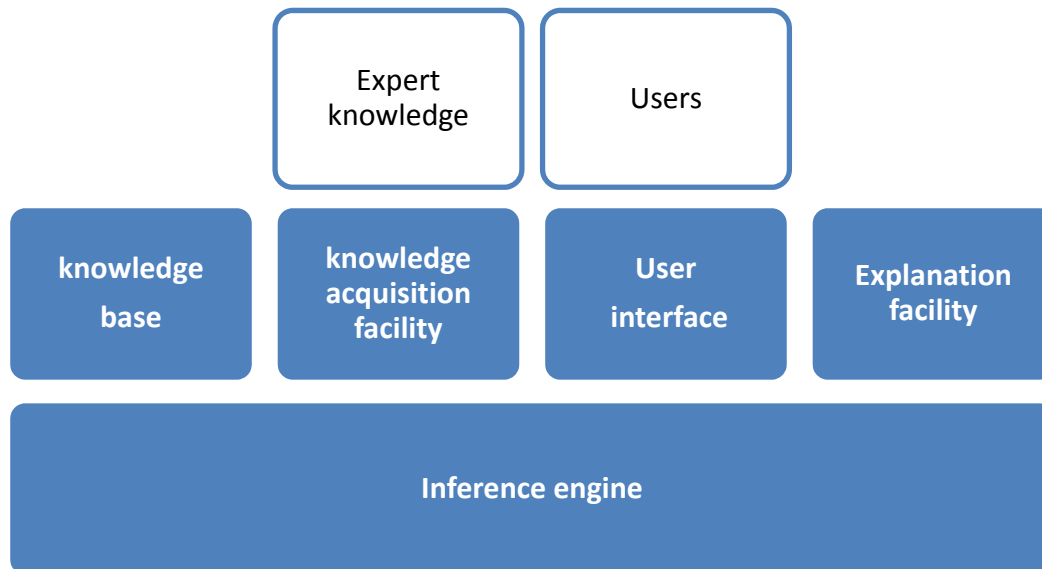 Expert
knowledge
Users
knowledge
base
knowledge
acquisition
facility
User
interface
Explanation
facility
Inference engine